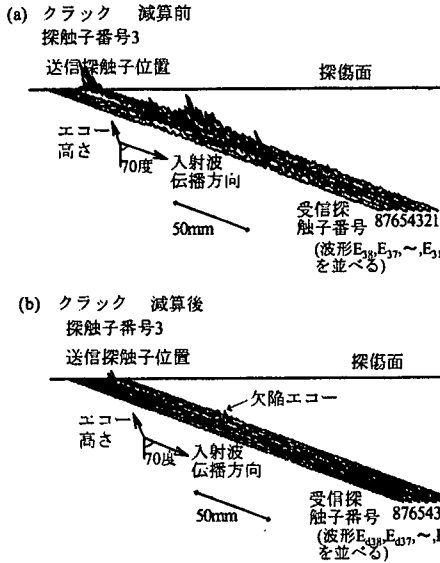 (a) クラック 減算前
探触子番号3
送信探触子位置
探傷面
エコー
高さ
70度
入射波
伝播方向
50mm
受信探
触子番号
87654321
(波形E38,E37,〜,E31
を並べる)
(b) クラック 減算後
探触子番号3
送信探触子位置
探傷面
欠陥エコー
エコー
高さ
70度
入射波
伝播方向
50mm
受信探
触子番号
876543
(波形Ed38,Ed37,〜,
を並べる)